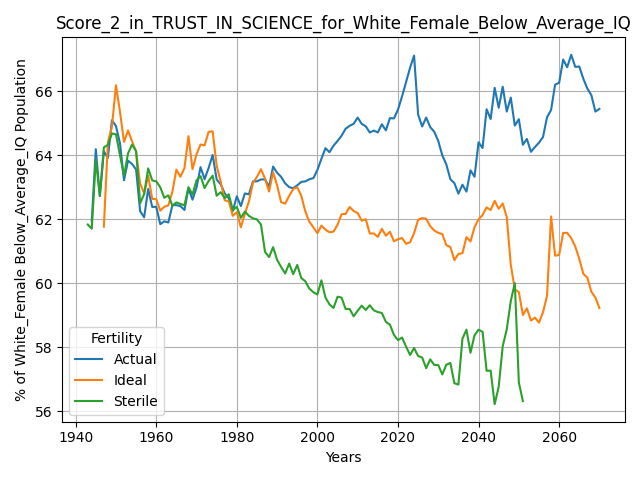 Score_2_in_TRUST_IN_SCIENCE_for_White_Female_Below_Average_IQ
% of White_Female Below_Average_IQ Population
66
64
62
60
58
56
Fertility
Actual
Ideal
Sterile
1940 1960 1980 2000 2020 2040 2060
Years